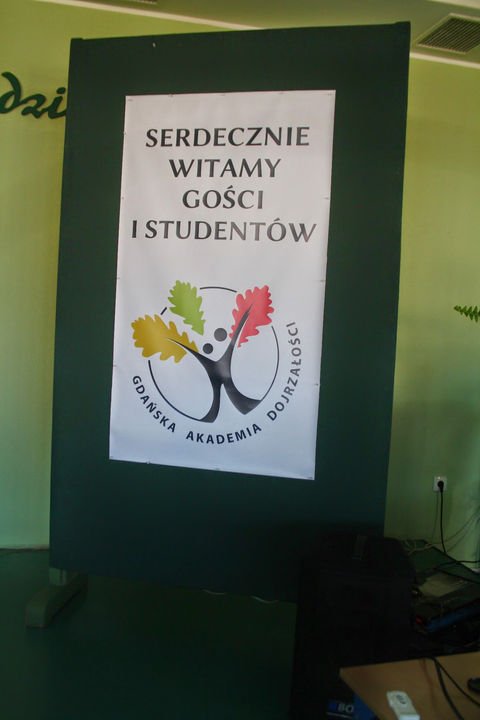 SERDECZNIE
WITAMY
GOŚCI
I STUDENTÓW
GDAŃSKA AKADEMIA DOJRZAŁOŚCI